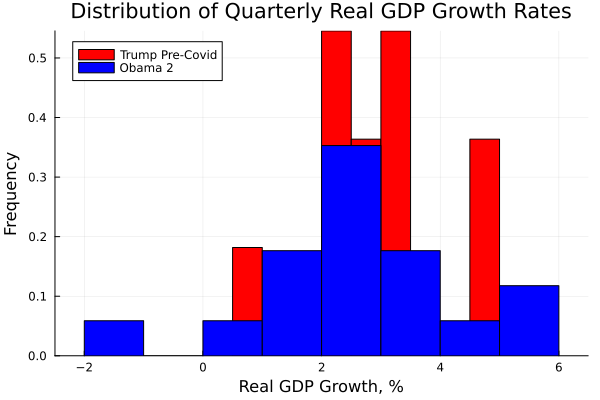 Distribution of Quarterly Real GDP Growth Rates
Trump Pre-Covid
Obama 2
Frequency
0.5
0.4
0.3
0.2
0.1
0.0
−2 0 2 4 6
Real GDP Growth, %